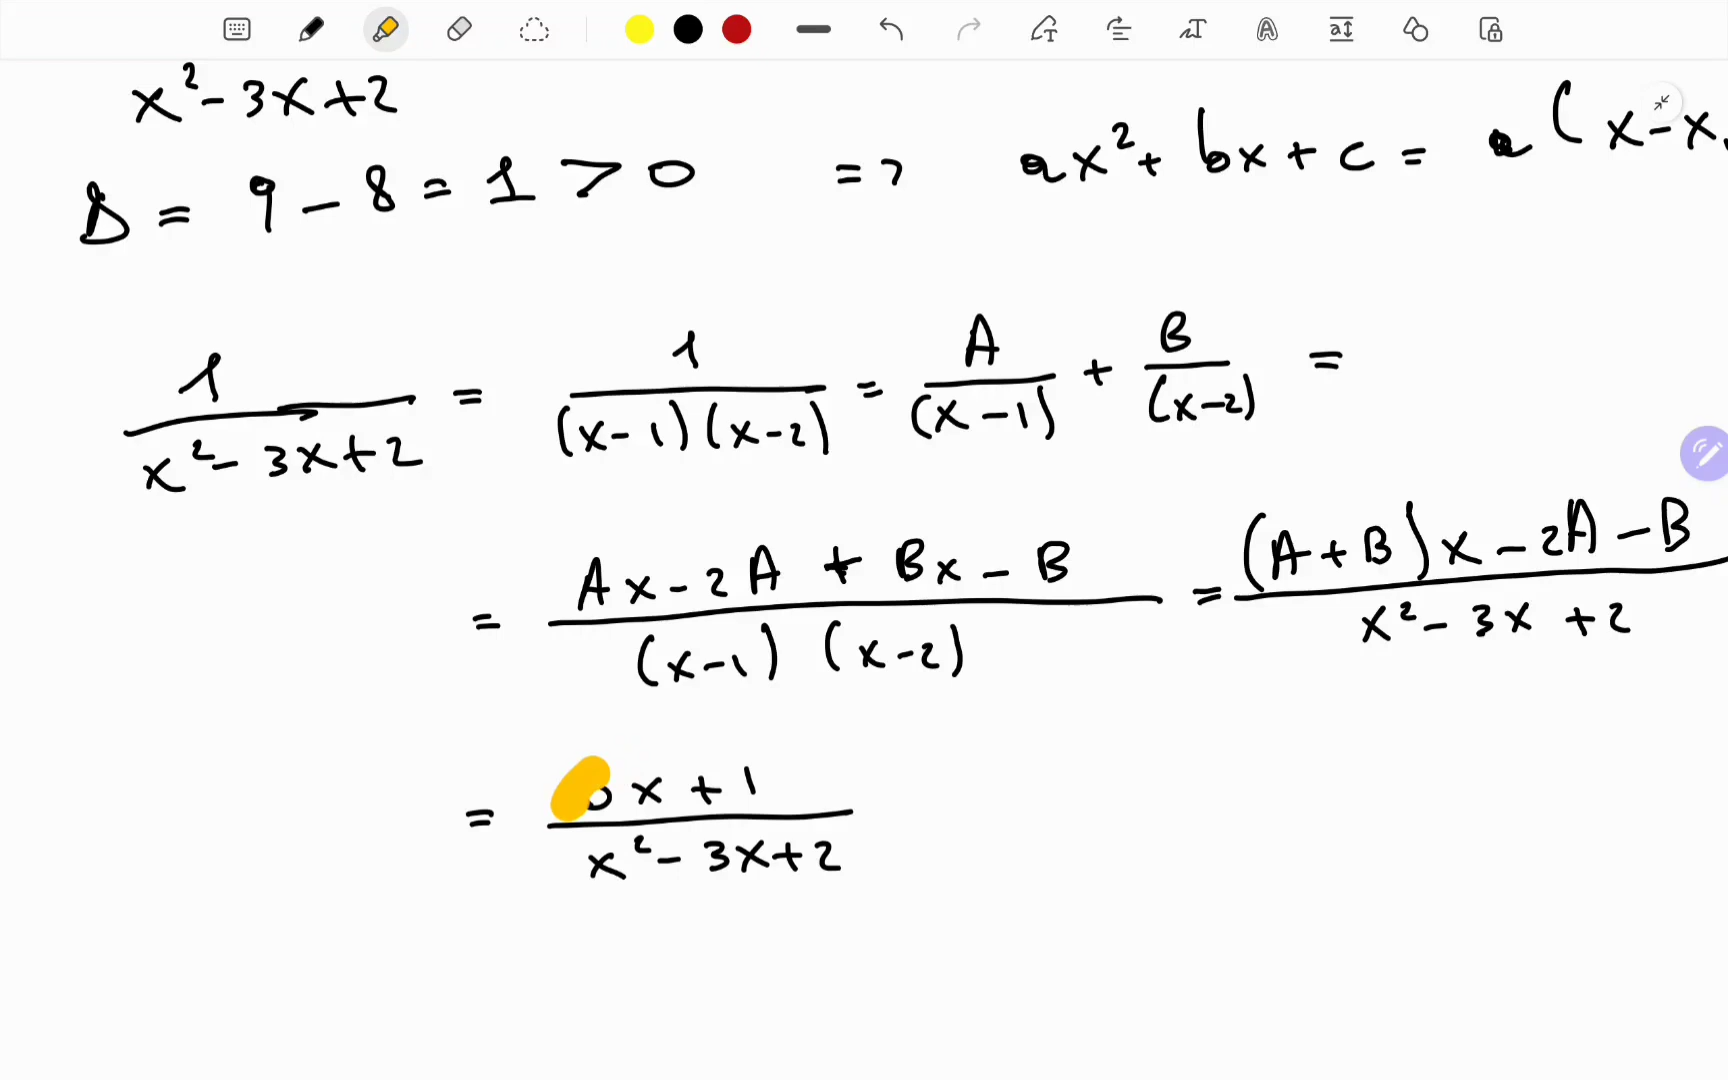 x² - 3x + 2
Δ = 9 - 8 = 1 > 0 => ax² + bx + c = a (x - x
1 / (x² - 3x + 2) = 1 / ((x - 1)(x - 2)) = A / (x - 1) + B / (x - 2) =
= (Ax - 2A + Bx - B) / ((x - 1)(x - 2)) = ((A + B)x - 2A - B) / (x² - 3x + 2)
= (0x + 1) / (x² - 3x + 2)